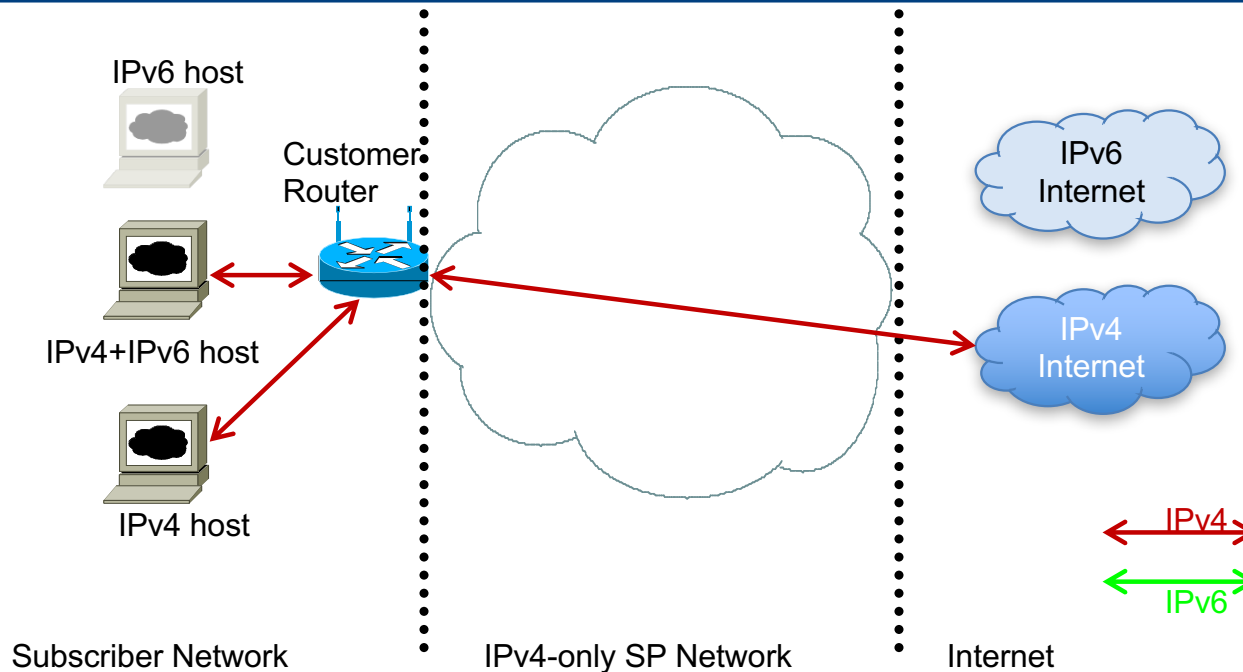 IPv6 host
Customer
Router
IPv4+IPv6 host
IPv4 host
IPv6
Internet
IPv4
Internet
IPv4
IPv6
Subscriber Network
IPv4-only SP Network
Internet